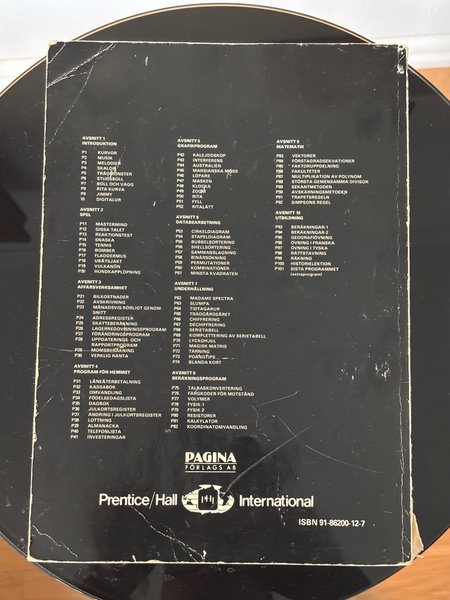 AVSNITT 1
INTRODUKTION
P1 KURVOR
P2 MUSIK
P3 MELODIER
P4 SKALOR
P5 TRÄDMÖNSTER
P6 STUDSBOLL
P7 BOLL OCH VÄGG
P8 RITA KURVA
P9 JIMMY
10 DIGITALUR
AVSNITT 2
SPEL
P11 MASTERMIND
P12 GISSA TALET
P13 REAKTIONSTEST
P14 SNASKA
P15 TENNIS
P16 BOMBER
P17 FLADDERMUS
P18 UBÅTSJAKT
P19 VULKANÖN
P20 HUNDKAPPLÖPNING
AVSNITT 3
AFFÄRSVERKSAMHET
P21 BILKOSTNADER
P22 AVSKRIVNING
P23 MÅNADSVIS RÖRLIGT GENOM
SNITT
P24 ADRESSREGISTER
P25 SKATTEBERÄKNING
P26 LAGERREDOVISNINGSPROGRAM
P27 FÖRÄNDRINGSPROGRAM
P28 UPPDATERINGS- OCH
RAPPORTPROGRAM
P29 MOMSBERÄKNING
P30 VERKLIG RÄNTA
AVSNITT 4
PROGRAM FÖR HEMMET
P31 LÅNEÅTERBETALNING
P32 KASSABOK
P33 OMVANDLING
P34 FÖDELSEDAGSLISTA
P35 DAGBOK
P36 JULKORTSREGISTER
P37 ÄNDRING I JULKORTSREGISTER
P38 LOTTNING
P39 ALMANACKA
P40 TELEFONLISTA
P41 INVESTERINGAR
AVSNITT 5
GRAFIKPROGRAM
P42 KALEJDOSKOP
P43 INTERFERENS
P44 AUSTRALIEN
P45 MARSIANSKA MOSS
P46 LÖPARE
P47 MASKEN
P48 KLOCKA
P49 ZOOM
P50 RITA
P51 FYLL
P52 RITALÄTT
AVSNITT 6
DATABEARBETNING
P53 CIRKELDIAGRAM
P54 STAPELDIAGRAM
P55 BUBBELSORTERING
P56 SHELLSORTERING
P57 SAMMANSLAGNING
P58 BINÄRSÖKNING
P59 PERMUTATIONER
P60 KOMBINATIONER
P61 MINSTA KVADRATEN
AVSNITT 7
UNDERHÅLLNING
P62 MADAME SPECTRA
P63 SLUMPA
P64 TIDTAGARUR
P65 TRÄDGÅRDSÅRET
P66 CHIFFRERING
P67 DECHIFFRERING
P68 SERIETABELL
P69 KOMPLETTERING AV SERIETABELL
P70 LYCKOHJUL
P71 MAGISK MATRIS
P72 TÄRNING
P73 POÄNGTIPS
P74 BLANDA KORT
AVSNITT 8
BERÄKNINGSPROGRAM
P75 TALBASKONVERTERING
P76 FÄRGKODER FÖR MOTSTÅND
P77 VOLYMER
P78 FYSIK-1
P79 FYSIK-2
P80 RESISTORER
P81 KALKYLATOR
P82 KOORDINATOMVANDLING
AVSNITT 9
MATEMATIK
P83 VEKTORER
P84 FÖRSTAGRADSEKVATIONER
P85 FAKTORUPPDELNING
P86 FAKULTETER
P87 MULTIPLIKATION AV POLYNOM
P88 STÖRSTA GEMENSAMMA DIVISOR
P89 SEKANTMETODEN
P90 AVSKÄRNINGSMETODEN
P91 TRAPETSREGELN
P92 SIMPSONS REGEL
AVSNITT 10
UTBILDNING
P93 BERÄKNINGAR-1
P94 BERÄKNINGAR-2
P95 GEOGRAFIÖVNING
P96 ÖVNING I FRANSKA
P97 ÖVNING I TYSKA
P98 RÄTTSTAVNING
P99 RÄKNING
P100 HISTORIELEKTION
P101 SISTA PROGRAMMET
(extraprogram)
PAGINA
FÖRLAGS AB
Prentice/Hall International
ISBN 91-86200-12-7